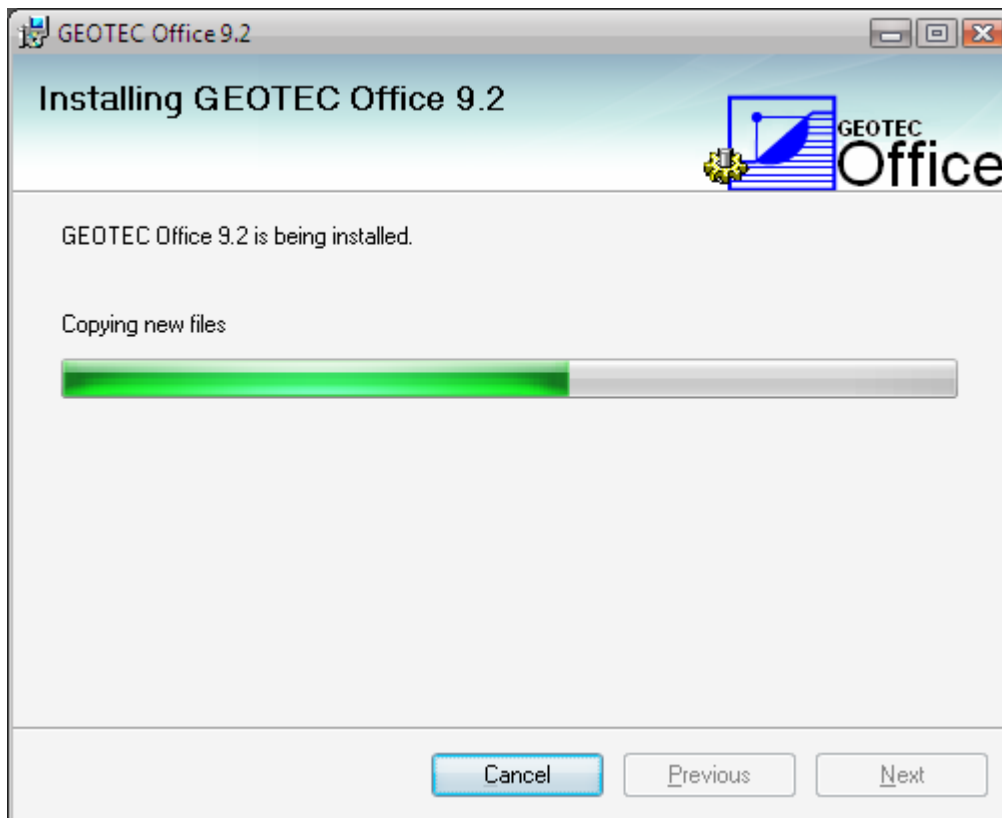 GEOTEC Office 9.2
Installing GEOTEC Office 9.2
GEOTEC
Office
GEOTEC Office 9.2 is being installed.
Copying new files
Cancel
Previous
Next